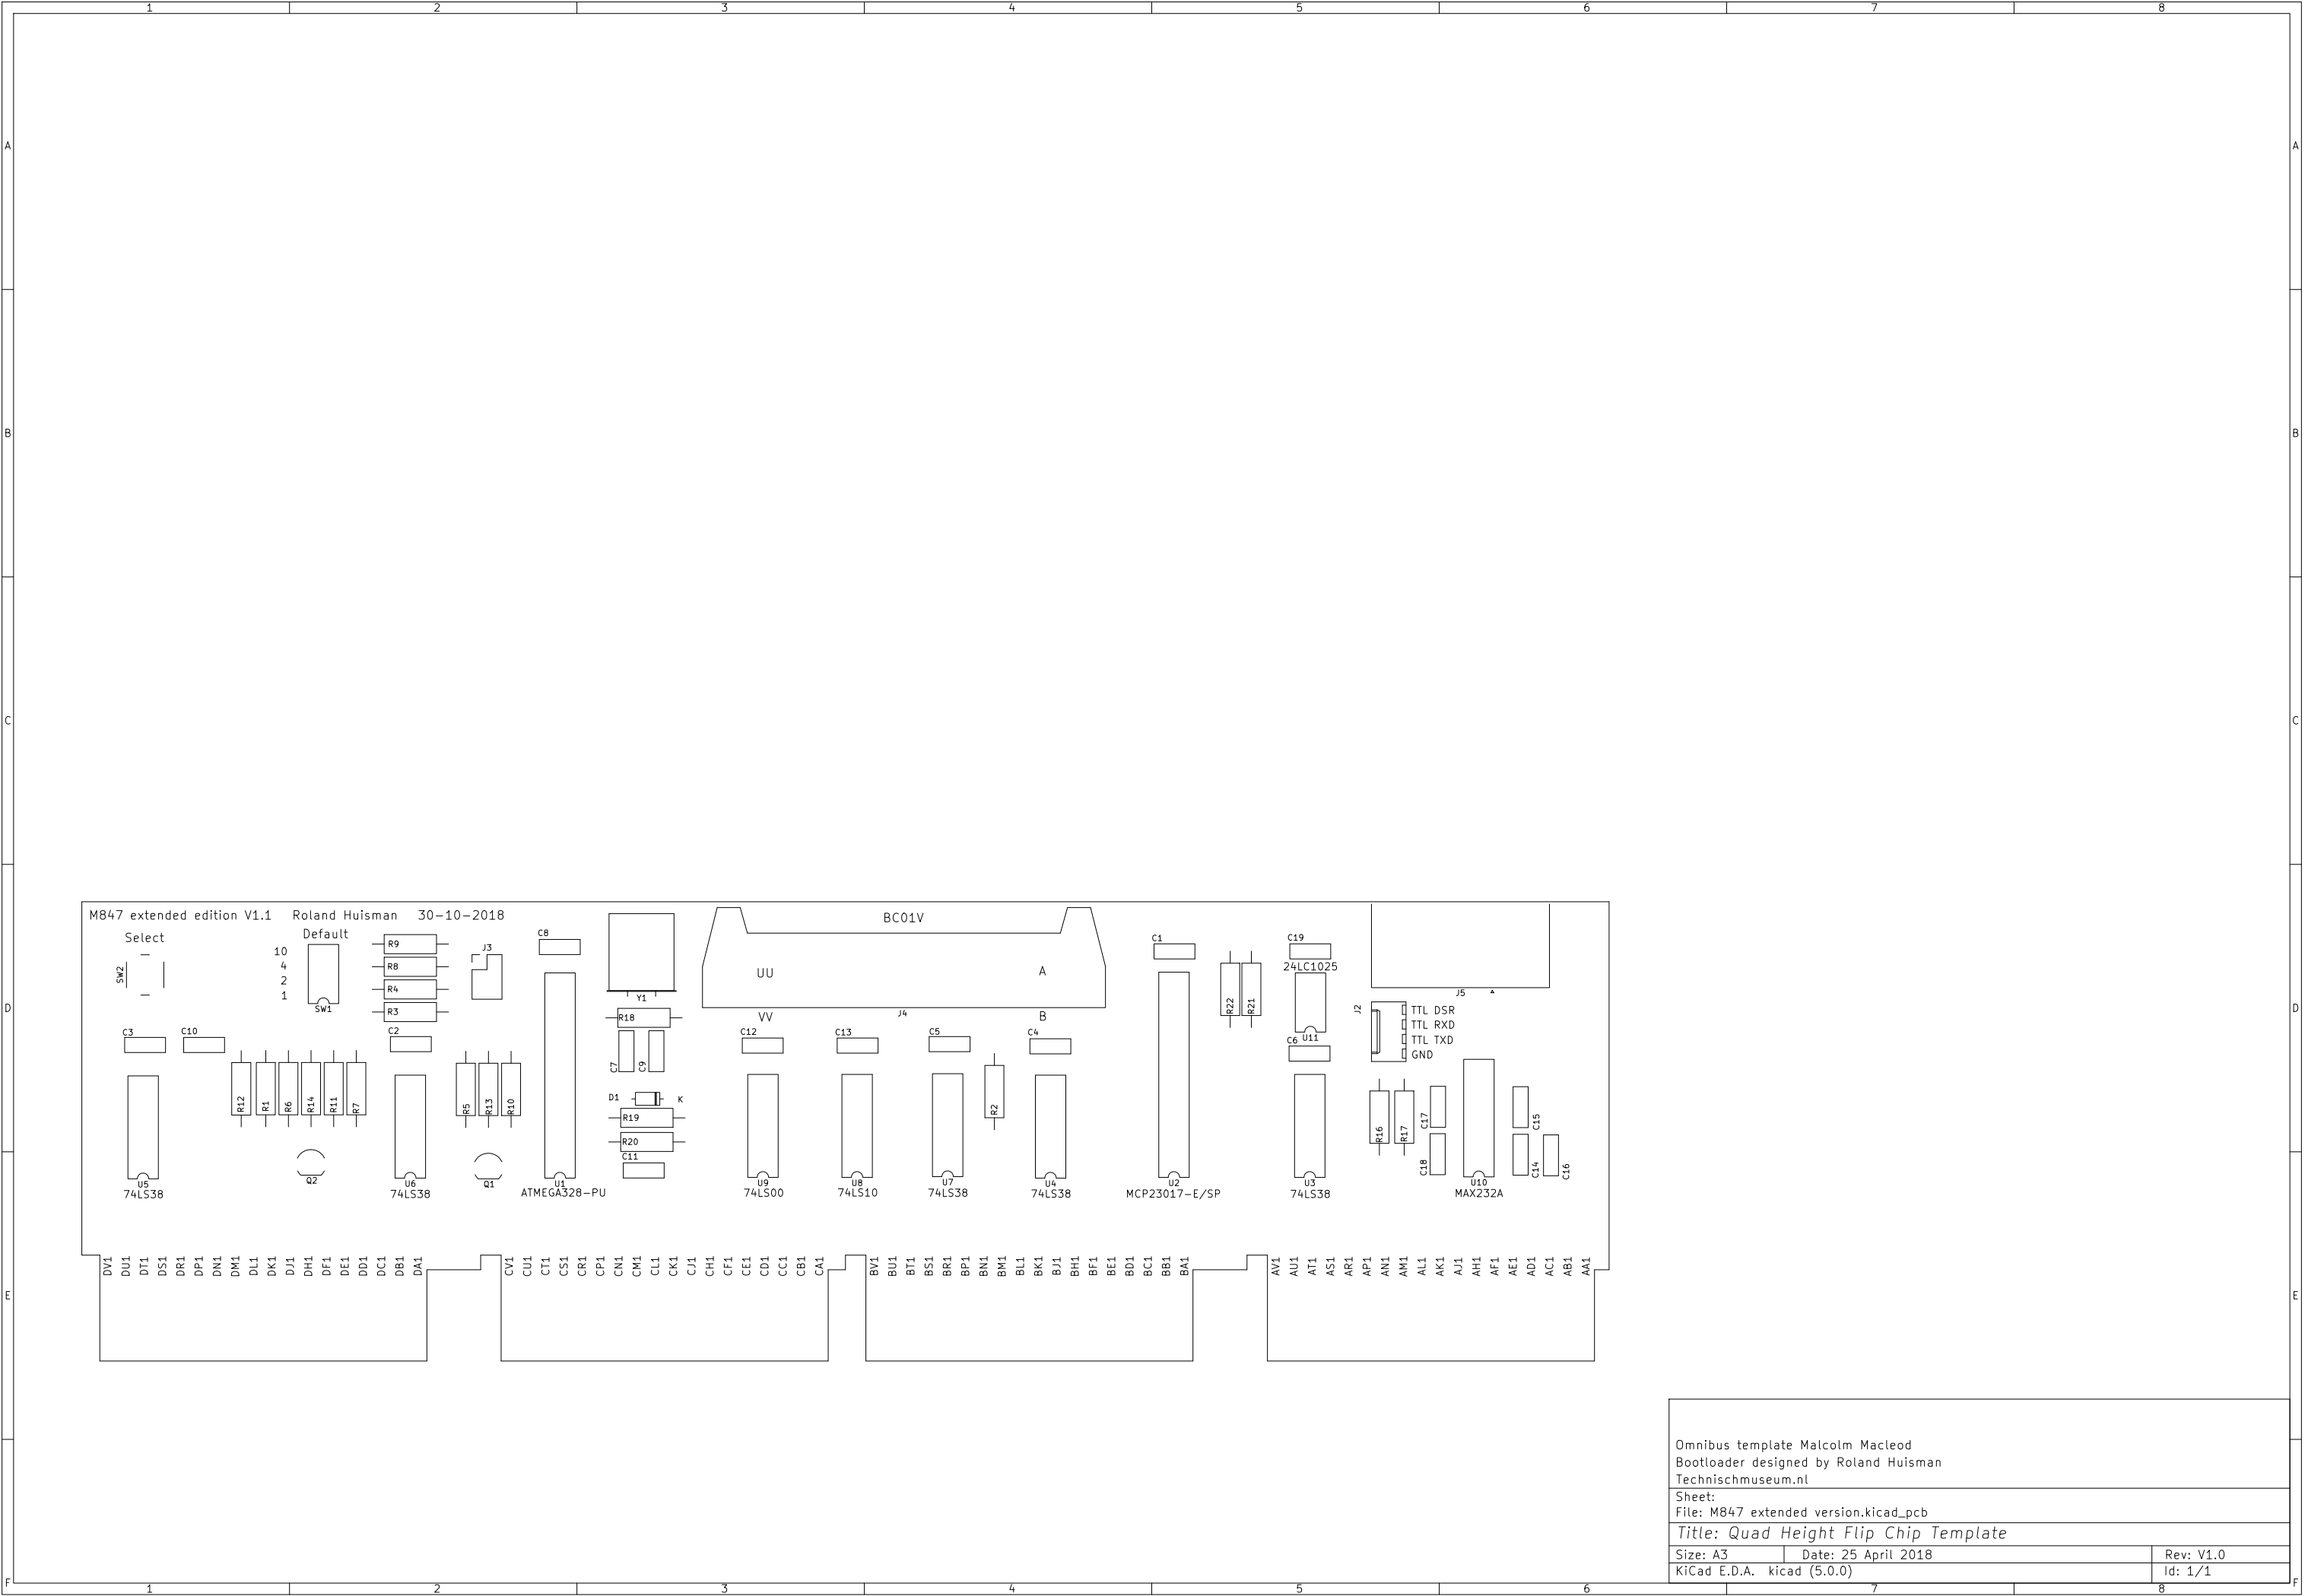 1 2 3 4 5 6 7 8
A A
B B
C C
D D
E E
F F
M847 extended edition V1.1 Roland Huisman 30-10-2018
BC01V
Select
Default
10
4
2
1
SW2
SW1
R9
R8
R4
R3
J3
C8
Y1
UU
A
VV
B
J4
C1
R22
R21
C19
24LC1025
U11
C6
J5
J2
TTL DSR
TTL RXD
TTL TXD
GND
C3
C10
C2
R18
C7
C9
C12
C13
C5
C4
R12
R1
R6
R14
R11
R7
R5
R13
R10
D1
K
R19
R20
C11
R2
R16
R17
C17
C18
C15
C14
C16
Q2
Q1
U5
74LS38
U6
74LS38
U1
ATMEGA328-PU
U9
74LS00
U8
74LS10
U7
74LS38
U4
74LS38
U2
MCP23017-E/SP
U3
74LS38
U10
MAX232A
DV1 DU1 DT1 DS1 DR1 DP1 DN1 DM1 DL1 DK1 DJ1 DH1 DF1 DE1 DD1 DC1 DB1 DA1
CV1 CU1 CT1 CS1 CR1 CP1 CN1 CM1 CL1 CK1 CJ1 CH1 CF1 CE1 CD1 CC1 CB1 CA1
BV1 BU1 BT1 BS1 BR1 BP1 BN1 BM1 BL1 BK1 BJ1 BH1 BF1 BE1 BD1 BC1 BB1 BA1
AV1 AU1 AT1 AS1 AR1 AP1 AN1 AM1 AL1 AK1 AJ1 AH1 AF1 AE1 AD1 AC1 AB1 AA1
Omnibus template Malcolm Macleod
Bootloader designed by Roland Huisman
Technischmuseum.nl
Sheet:
File: M847 extended version.kicad_pcb
Title: Quad Height Flip Chip Template
Size: A3 Date: 25 April 2018 Rev: V1.0
KiCad E.D.A. kicad (5.0.0) Id: 1/1
1 2 3 4 5 6 7 8